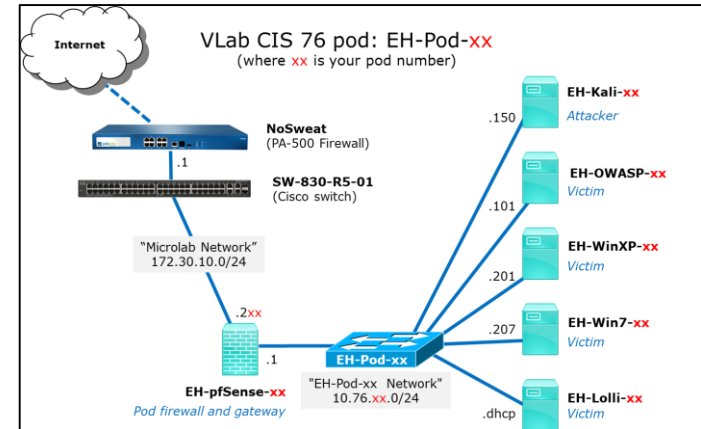 VLab CIS 76 pod: EH-Pod-xx
(where xx is your pod number)
Internet
NoSweat
(PA-500 Firewall)
.1
SW-830-R5-01
(Cisco switch)
"Microlab Network"
172.30.10.0/24
.2xx
.1
EH-pfSense-xx
Pod firewall and gateway
EH-Pod-xx
"EH-Pod-xx Network"
10.76.xx.0/24
.150
EH-Kali-xx
Attacker
.101
EH-OWASP-xx
Victim
.201
EH-WinXP-xx
Victim
.207
EH-Win7-xx
Victim
.dhcp
EH-Lolli-xx
Victim